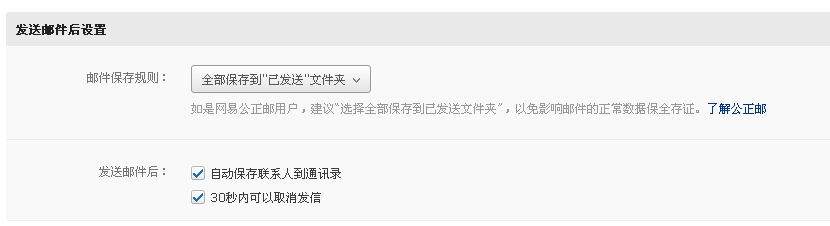 发送邮件后设置
邮件保存规则：
全部保存到"已发送"文件夹
如是网易公正邮用户，建议"选择全部保存到已发送文件夹"，以免影响邮件的正常数据保全存证。了解公正邮
发送邮件后：
自动保存联系人到通讯录
30秒内可以取消发信